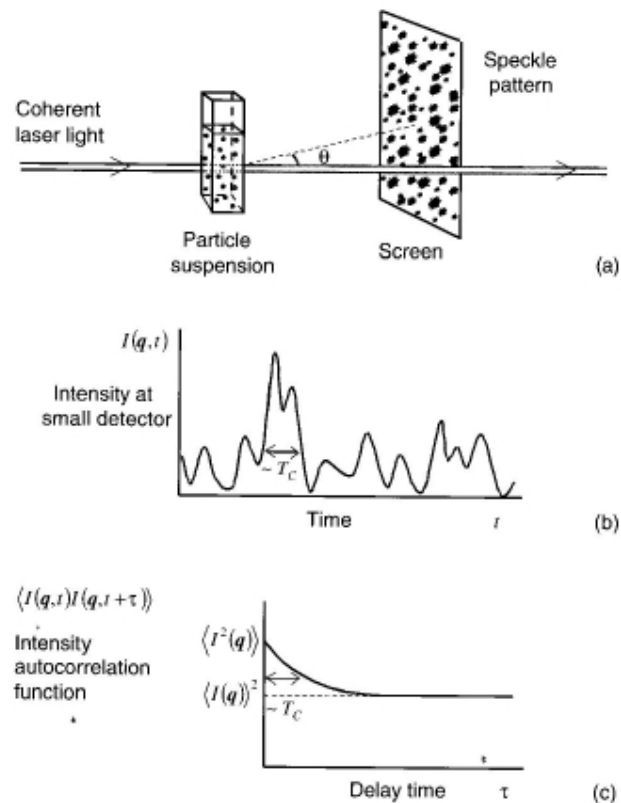 Coherent
laser light
θ
Speckle
pattern
Particle
suspension
Screen
(a)
I(q,t)
Intensity at
small detector
~ T_C
Time
t
(b)
⟨I(q,t)I(q,t+τ)⟩
Intensity
autocorrelation
function
⟨I²(q)⟩
⟨I(q)⟩²
~ T_C
Delay time
τ
(c)